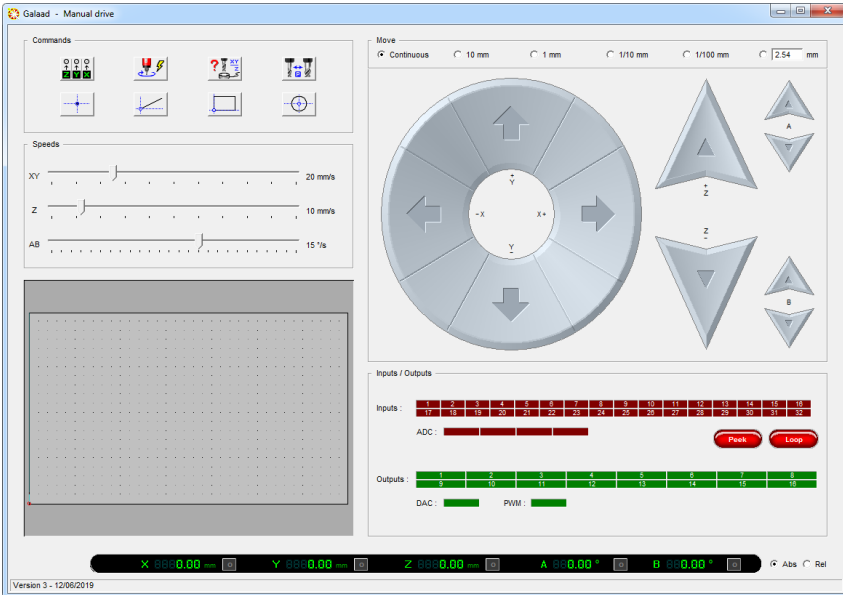 Galaad - Manual drive
Commands
Z Y X
? XY Z
P
Speeds
XY 20 mm/s
Z 10 mm/s
AB 15 °/s
Move
Continuous 10 mm 1 mm 1/10 mm 1/100 mm 2.54 mm
+
Y
-X X+
Y
-
+
Z
Z
-
A
B
Inputs / Outputs
Inputs :
1 2 3 4 5 6 7 8 9 10 11 12 13 14 15 16
17 18 19 20 21 22 23 24 25 26 27 28 29 30 31 32
ADC :
Peek Loop
Outputs :
1 2 3 4 5 6 7 8
9 10 11 12 13 14 15 16
DAC : PWM :
X 0.00 mm Y 0.00 mm Z 0.00 mm A 0.00 ° B 0.00 ° Abs Rel
Version 3 - 12/06/2019